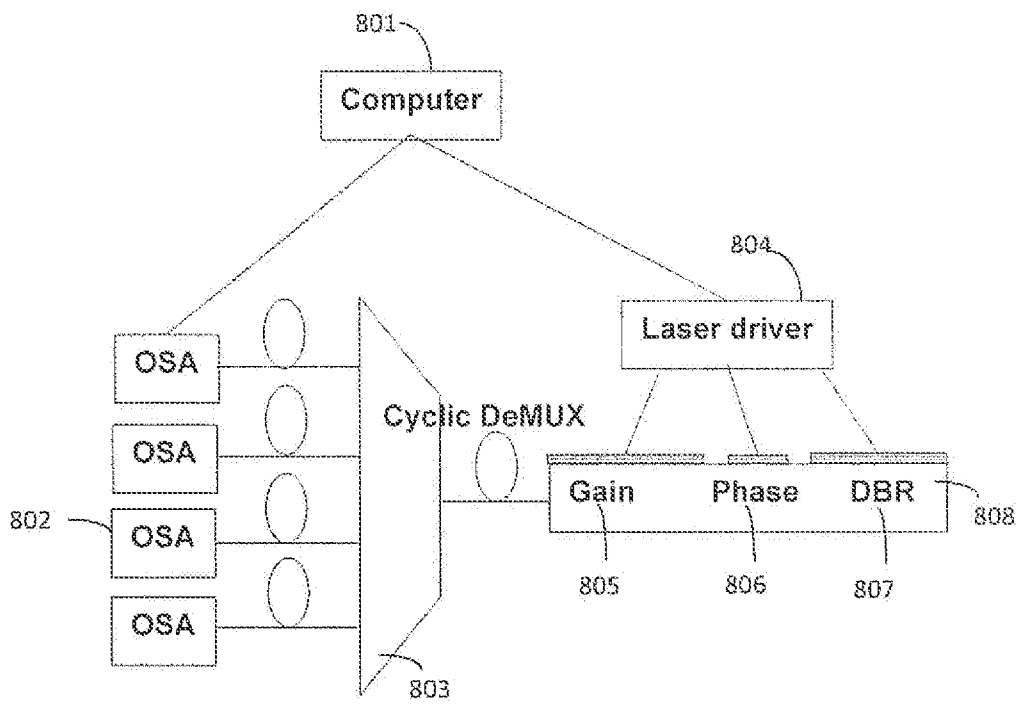 801
Computer
804
Laser driver
OSA
Cyclic DeMUX
OSA
Gain Phase DBR
808
802
OSA
805
806
807
OSA
803